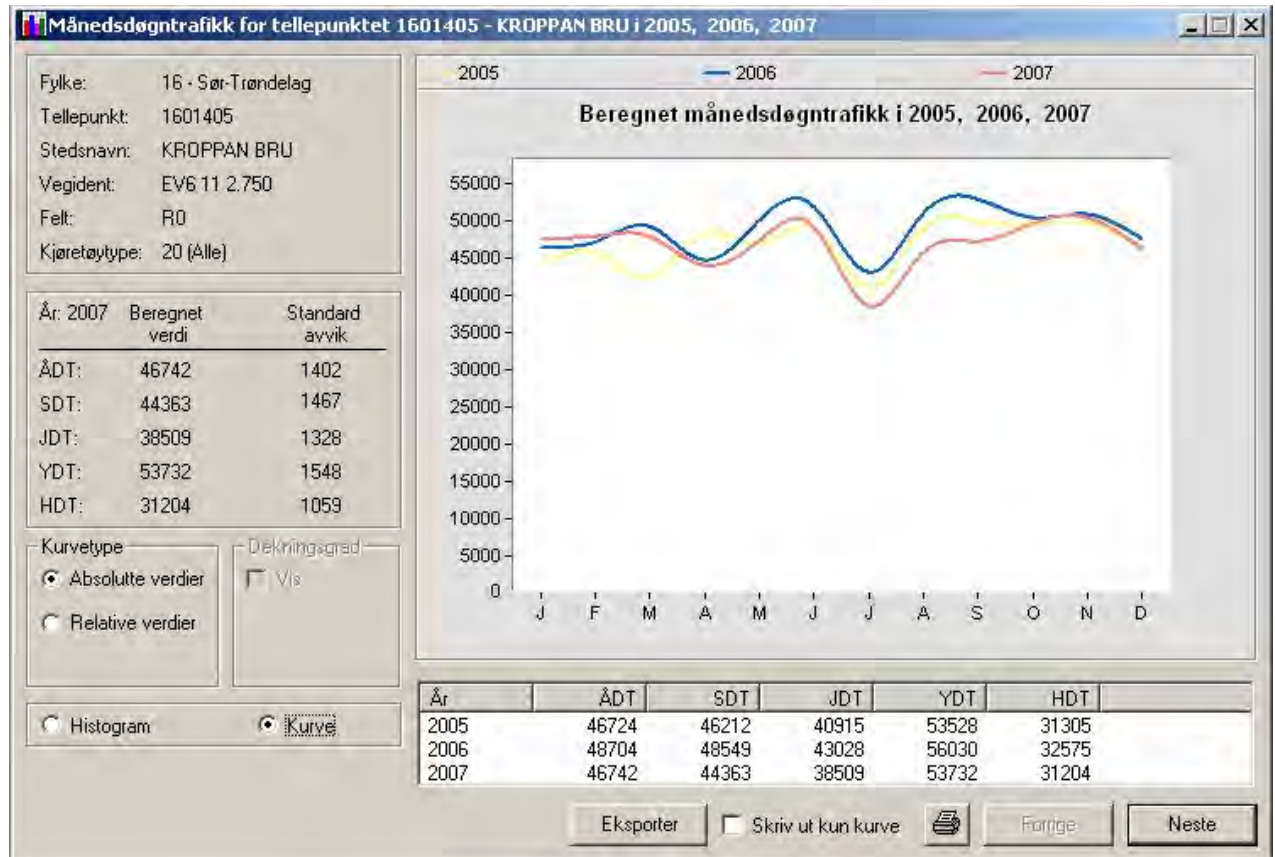 Månedsdøgntrafikk for tellepunktet 1601405 - KROPPAN BRU i 2005, 2006, 2007
Fylke: 16 - Sør-Trøndelag
Tellepunkt: 1601405
Stedsnavn: KROPPAN BRU
Vegident: EV6 11 2.750
Felt: R0
Kjøretøytype: 20 (Alle)
År: 2007 Beregnet verdi Standard avvik
ÅDT: 46742 1402
SDT: 44363 1467
JDT: 38509 1328
YDT: 53732 1548
HDT: 31204 1059
Kurvetype
Absolutte verdier
Relative verdier
Dekningsgrad
Vis
Histogram Kurve
2005 2006 2007
Beregnet månedsdøgntrafikk i 2005, 2006, 2007
55000
50000
45000
40000
35000
30000
25000
20000
15000
10000
5000
0
J F M A M J J A S O N D
År ÅDT SDT JDT YDT HDT
2005 46724 46212 40915 53528 31305
2006 48704 48549 43028 56030 32575
2007 46742 44363 38509 53732 31204
Eksporter Skriv ut kun kurve Forrige Neste